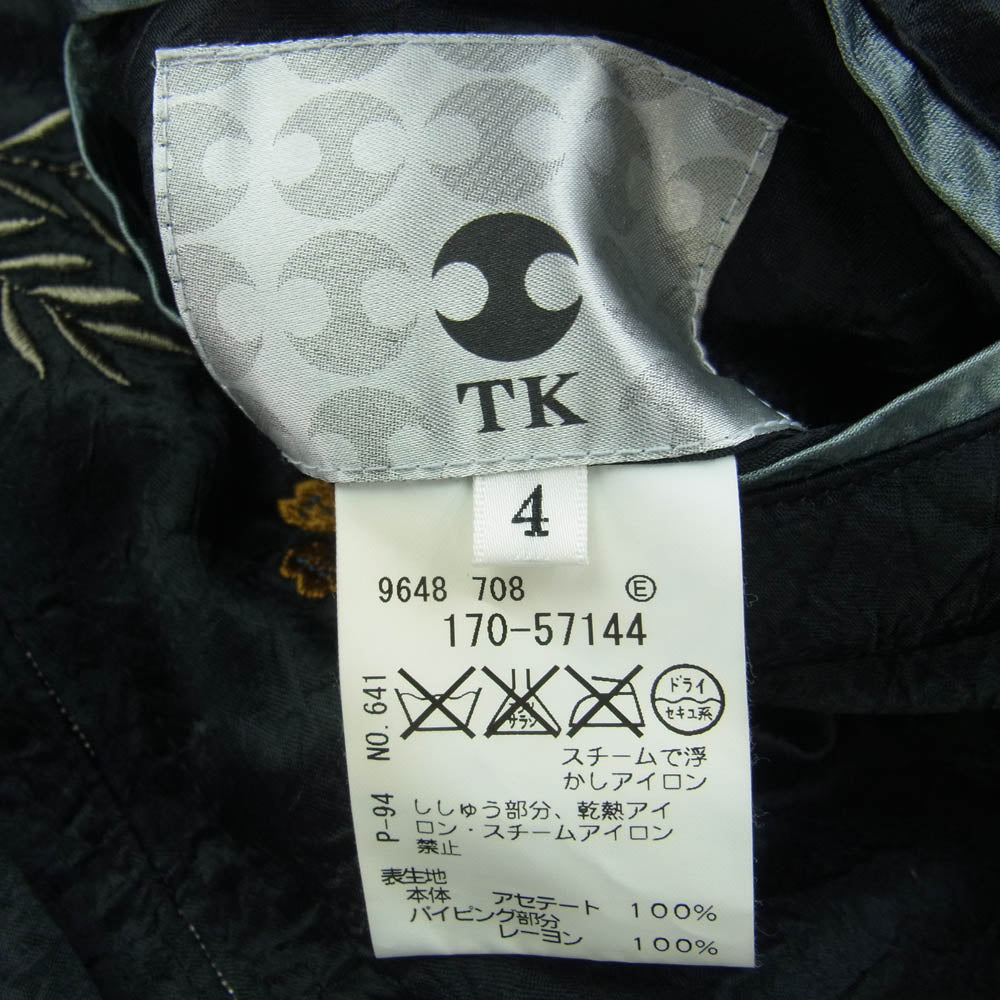 TK
4
9648 708 Ⓔ
170-57144
NO.641
サラシ
ドライ
セキユ系
スチームで浮
かしアイロン
P-94
ししゅう部分、乾熱アイ
ロン・スチームアイロン
禁止
表生地
本体 アセテート 100%
パイピング部分
レーヨン 100%